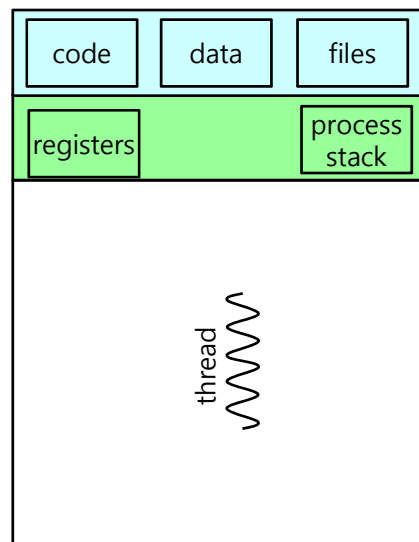 code
data
files
registers
process
stack
thread